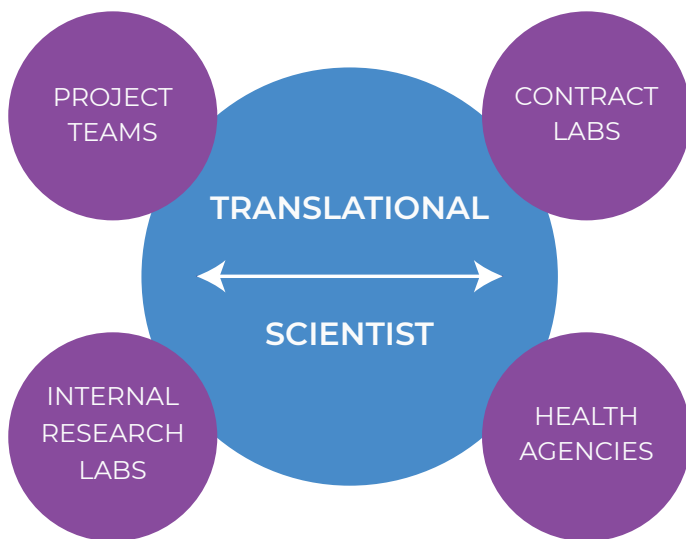 PROJECT
TEAMS
CONTRACT
LABS
TRANSLATIONAL
SCIENTIST
INTERNAL
RESEARCH
LABS
HEALTH
AGENCIES